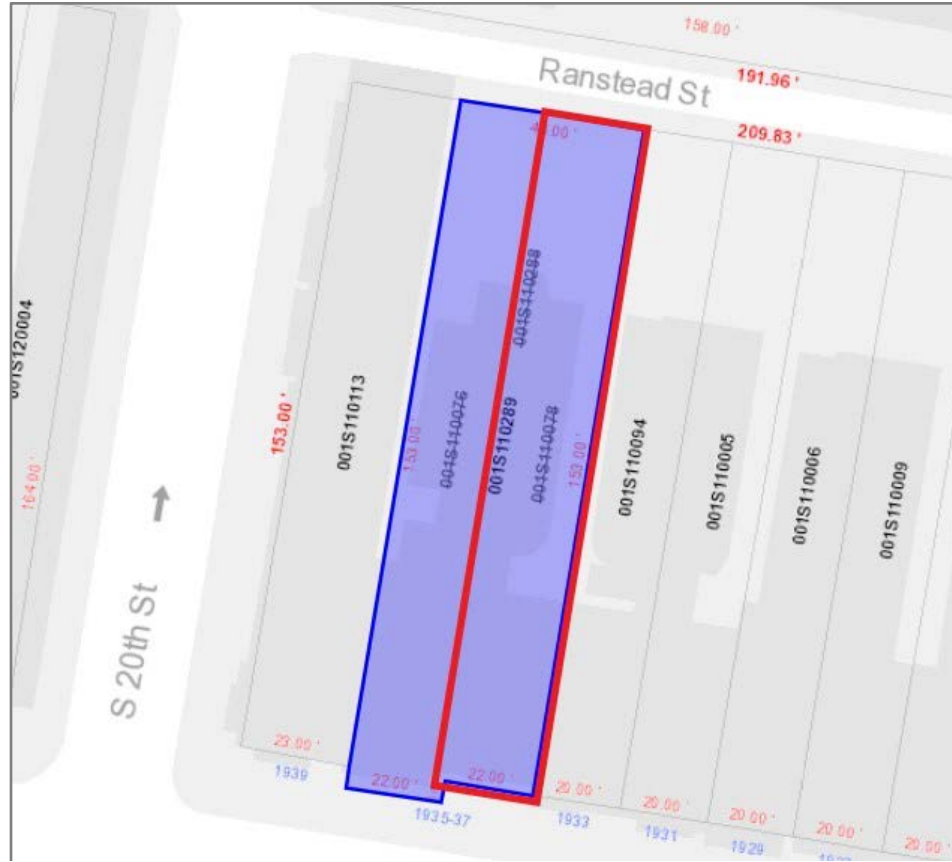 158.00 '
191.96 '
Ranstead St
209.83 '
001S120004
164.00 '
153.00 '
001S110113
153.00 '
001S110076
001S110288
001S110289
001S110078
153.00 '
001S110094
001S110005
001S110006
001S110009
S 20th St
23.00 '
1939
22.00 '
1935-37
22.00 '
20.00 '
1933
20.00 '
1931
20.00 '
1929
20.00 '
20.00 '